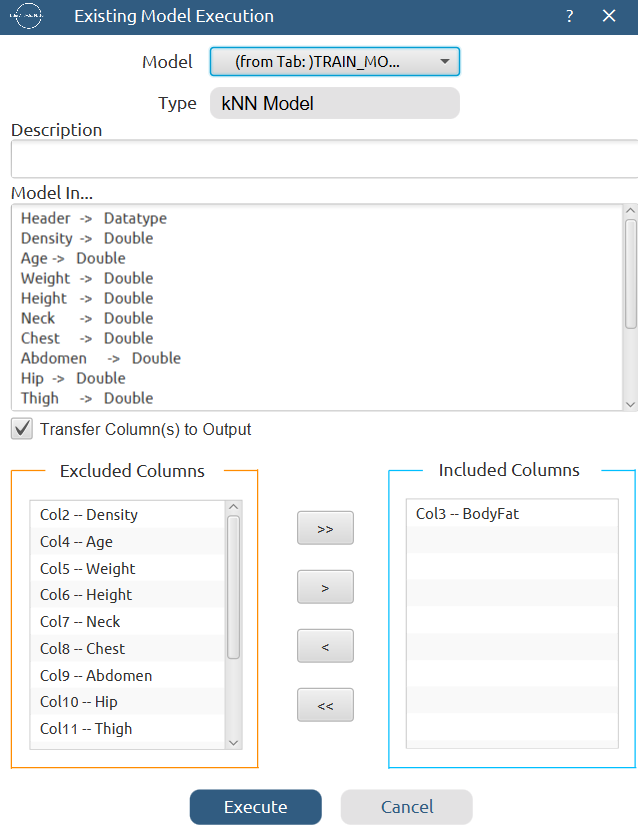 Existing Model Execution ? ×
Model (from Tab: )TRAIN_MO...
Type kNN Model
Description
Model In...
Header -> Datatype
Density -> Double
Age -> Double
Weight -> Double
Height -> Double
Neck -> Double
Chest -> Double
Abdomen -> Double
Hip -> Double
Thigh -> Double
Transfer Column(s) to Output
Excluded Columns
Col2 -- Density
Col4 -- Age
Col5 -- Weight
Col6 -- Height
Col7 -- Neck
Col8 -- Chest
Col9 -- Abdomen
Col10 -- Hip
Col11 -- Thigh
>>
>
<
<<
Included Columns
Col3 -- BodyFat
Execute Cancel